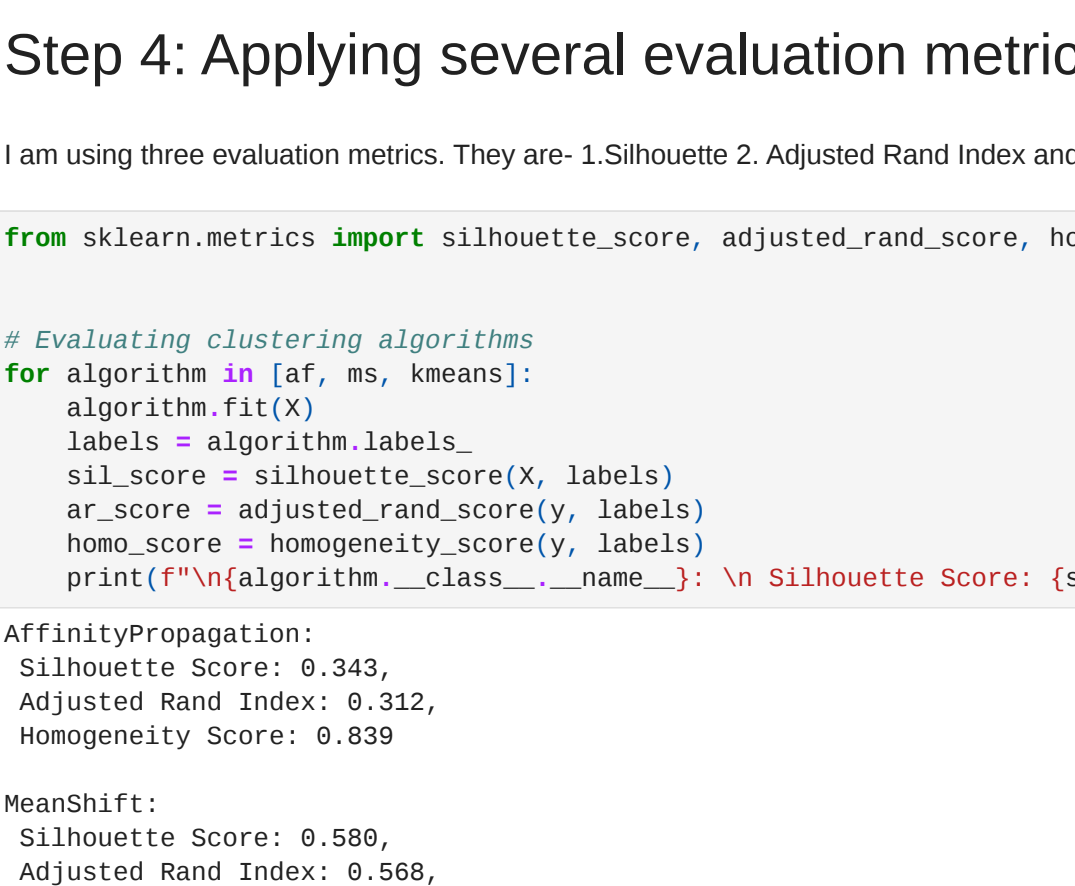 Step 4: Applying several evaluation metric
I am using three evaluation metrics. They are- 1.Silhouette 2. Adjusted Rand Index and
from sklearn.metrics import silhouette_score, adjusted_rand_score, ho
# Evaluating clustering algorithms
for algorithm in [af, ms, kmeans]:
    algorithm.fit(X)
    labels = algorithm.labels_
    sil_score = silhouette_score(X, labels)
    ar_score = adjusted_rand_score(y, labels)
    homo_score = homogeneity_score(y, labels)
    print(f"\n{algorithm.__class__.__name__}: \n Silhouette Score: {s
AffinityPropagation:
 Silhouette Score: 0.343,
 Adjusted Rand Index: 0.312,
 Homogeneity Score: 0.839
MeanShift:
 Silhouette Score: 0.580,
 Adjusted Rand Index: 0.568,